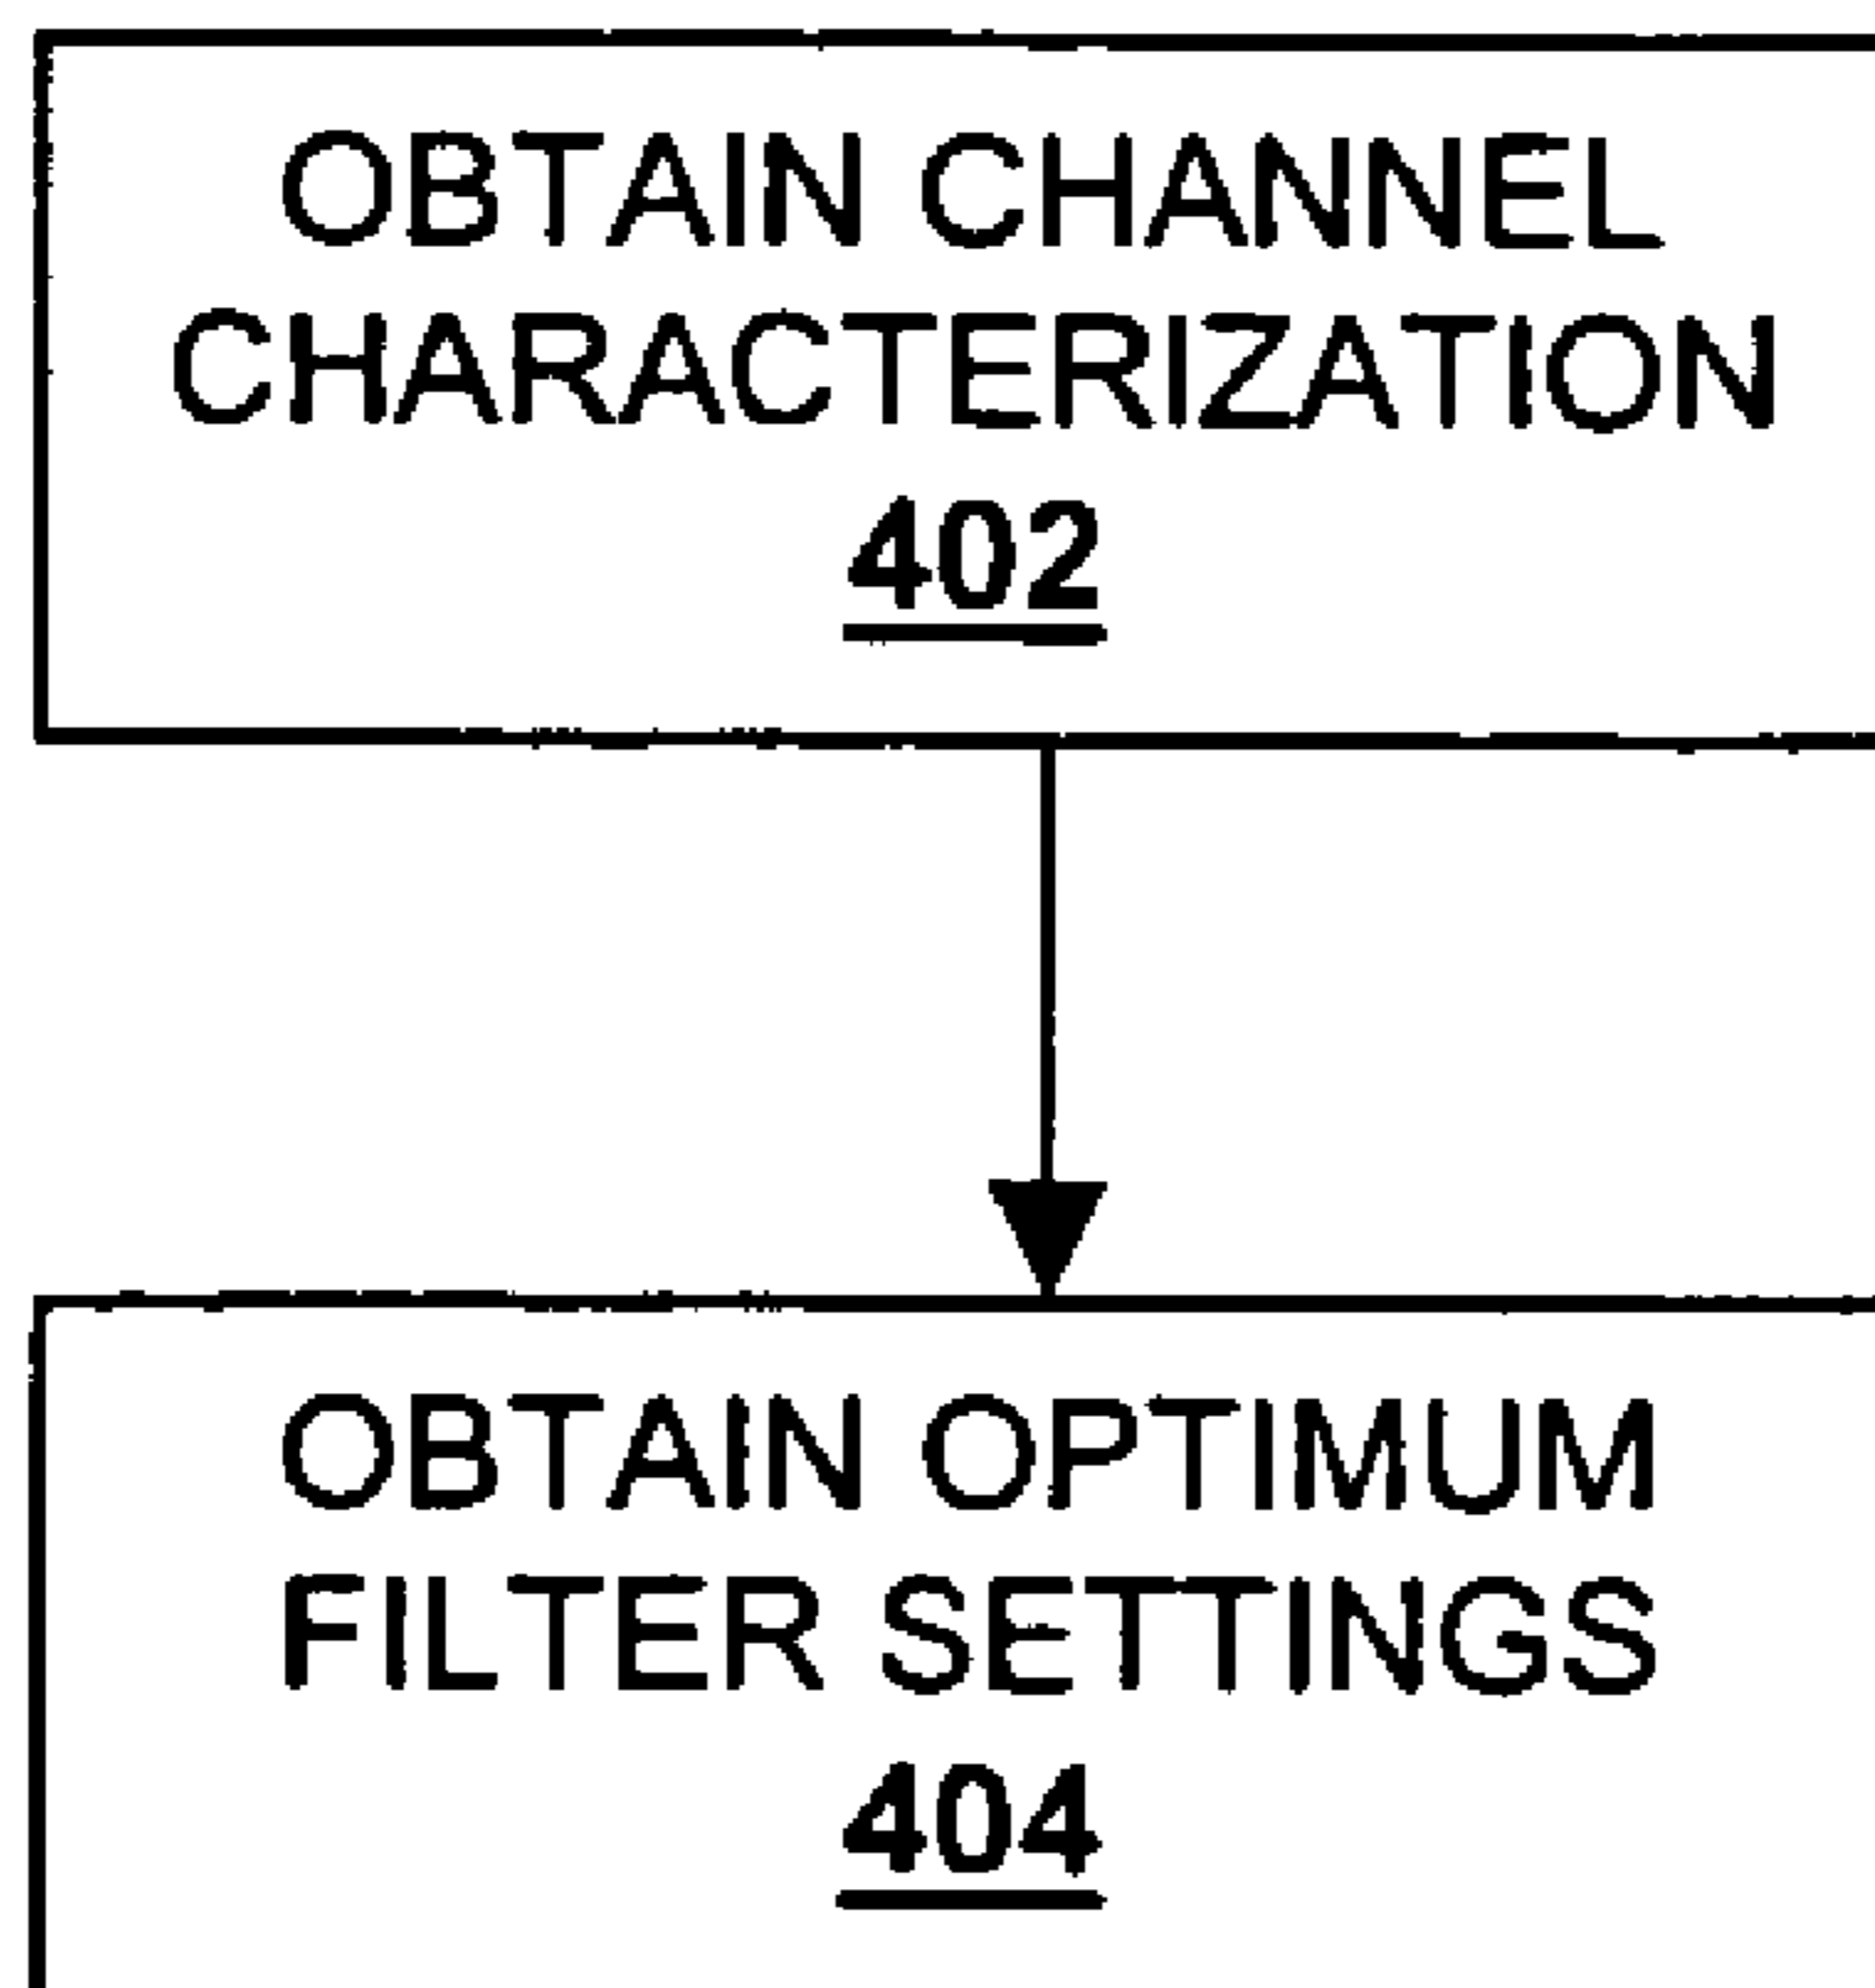 OBTAIN CHANNEL
CHARACTERIZATION
402
OBTAIN OPTIMUM
FILTER SETTINGS
404